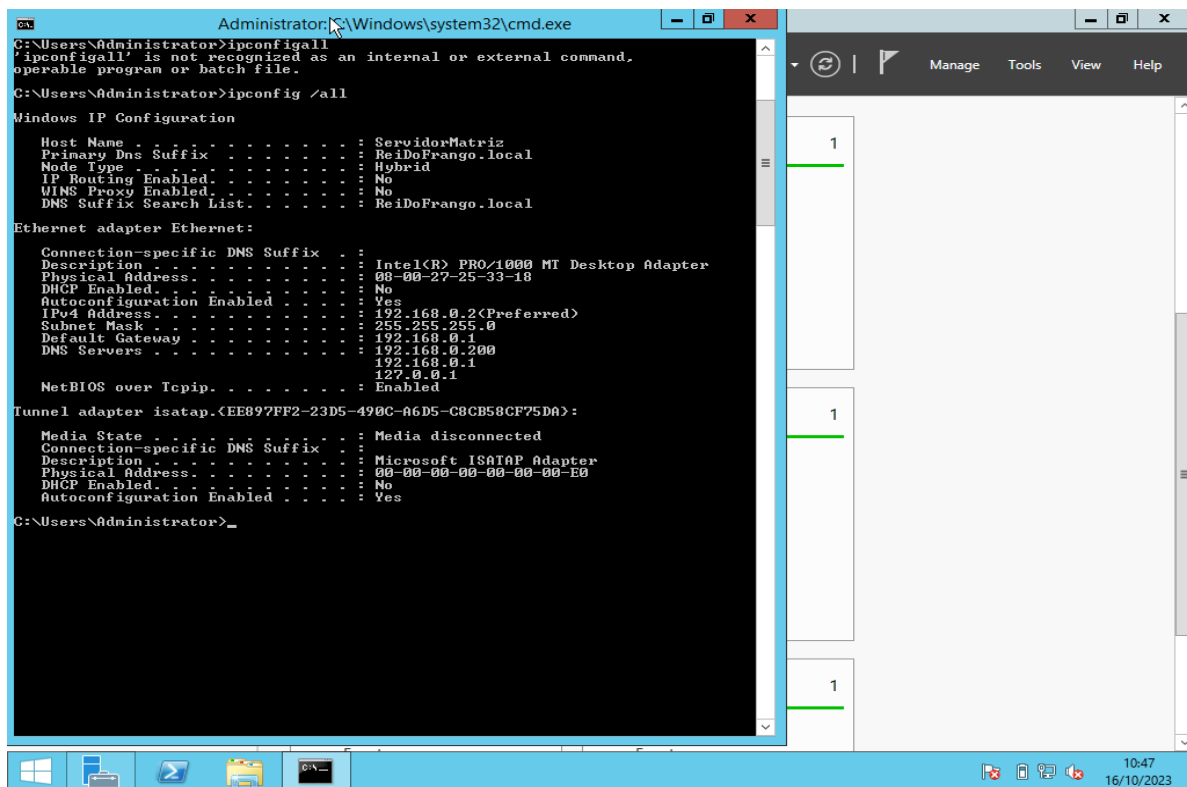 Administrator: C:\Windows\system32\cmd.exe
C:\Users\Administrator>ipconfigall
'ipconfigall' is not recognized as an internal or external command,
operable program or batch file.
C:\Users\Administrator>ipconfig /all
Windows IP Configuration
Host Name . . . . . . . . . . . . : ServidorMatriz
Primary Dns Suffix  . . . . . . . : ReiDoFrango.local
Node Type . . . . . . . . . . . . : Hybrid
IP Routing Enabled. . . . . . . . : No
WINS Proxy Enabled. . . . . . . . : No
DNS Suffix Search List. . . . . . : ReiDoFrango.local
Ethernet adapter Ethernet:
Connection-specific DNS Suffix  . :
Description . . . . . . . . . . . : Intel(R) PRO/1000 MT Desktop Adapter
Physical Address. . . . . . . . . : 08-00-27-25-33-18
DHCP Enabled. . . . . . . . . . . : No
Autoconfiguration Enabled . . . . : Yes
IPv4 Address. . . . . . . . . . . : 192.168.0.2(Preferred)
Subnet Mask . . . . . . . . . . . : 255.255.255.0
Default Gateway . . . . . . . . . : 192.168.0.1
DNS Servers . . . . . . . . . . . : 192.168.0.200
192.168.0.1
127.0.0.1
NetBIOS over Tcpip. . . . . . . . : Enabled
Tunnel adapter isatap.{EE897FF2-23D5-490C-A6D5-C8CB58CF75DA}:
Media State . . . . . . . . . . . : Media disconnected
Connection-specific DNS Suffix  . :
Description . . . . . . . . . . . : Microsoft ISATAP Adapter
Physical Address. . . . . . . . . : 00-00-00-00-00-00-00-E0
DHCP Enabled. . . . . . . . . . . : No
Autoconfiguration Enabled . . . . : Yes
C:\Users\Administrator>_
Manage Tools View Help
1
1
1
10:47
16/10/2023